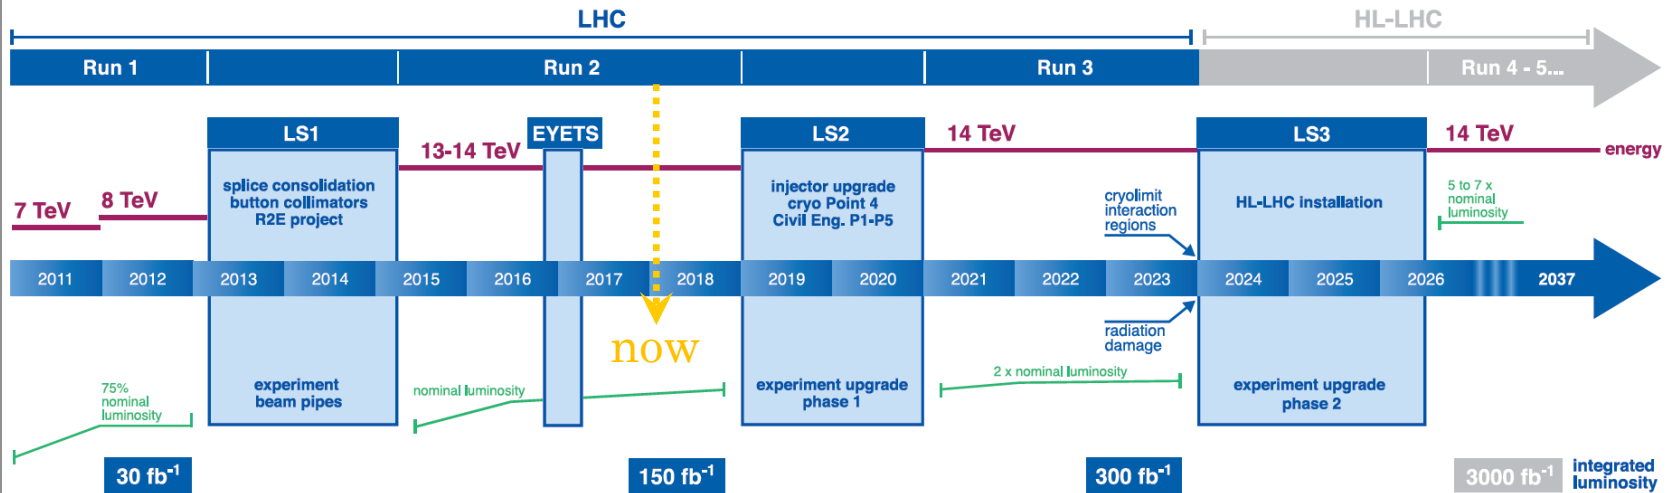 LHC
HL-LHC
Run 1
Run 2
Run 3
Run 4 - 5...
LS1
EYETS
LS2
14 TeV
LS3
14 TeV
energy
13-14 TeV
7 TeV
8 TeV
splice consolidation
button collimators
R2E project
injector upgrade
cryo Point 4
Civil Eng. P1-P5
cryolimit
interaction
regions
HL-LHC installation
5 to 7 x
nominal
luminosity
2011
2012
2013
2014
2015
2016
2017
2018
2019
2020
2021
2022
2023
2024
2025
2026
2037
now
radiation
damage
75%
nominal
luminosity
experiment
beam pipes
nominal luminosity
experiment upgrade
phase 1
2 x nominal luminosity
experiment upgrade
phase 2
30 fb⁻¹
150 fb⁻¹
300 fb⁻¹
3000 fb⁻¹
integrated
luminosity